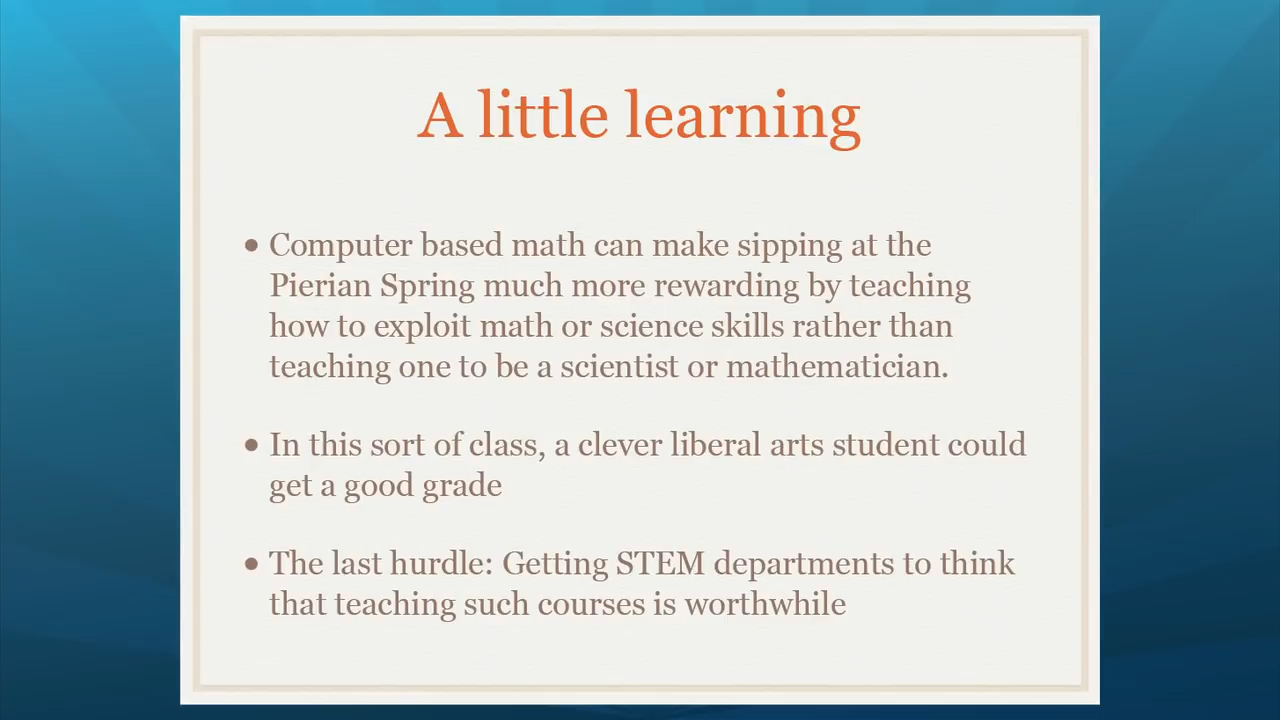 A little learning
• Computer based math can make sipping at the
Pierian Spring much more rewarding by teaching
how to exploit math or science skills rather than
teaching one to be a scientist or mathematician.
• In this sort of class, a clever liberal arts student could
get a good grade
• The last hurdle: Getting STEM departments to think
that teaching such courses is worthwhile